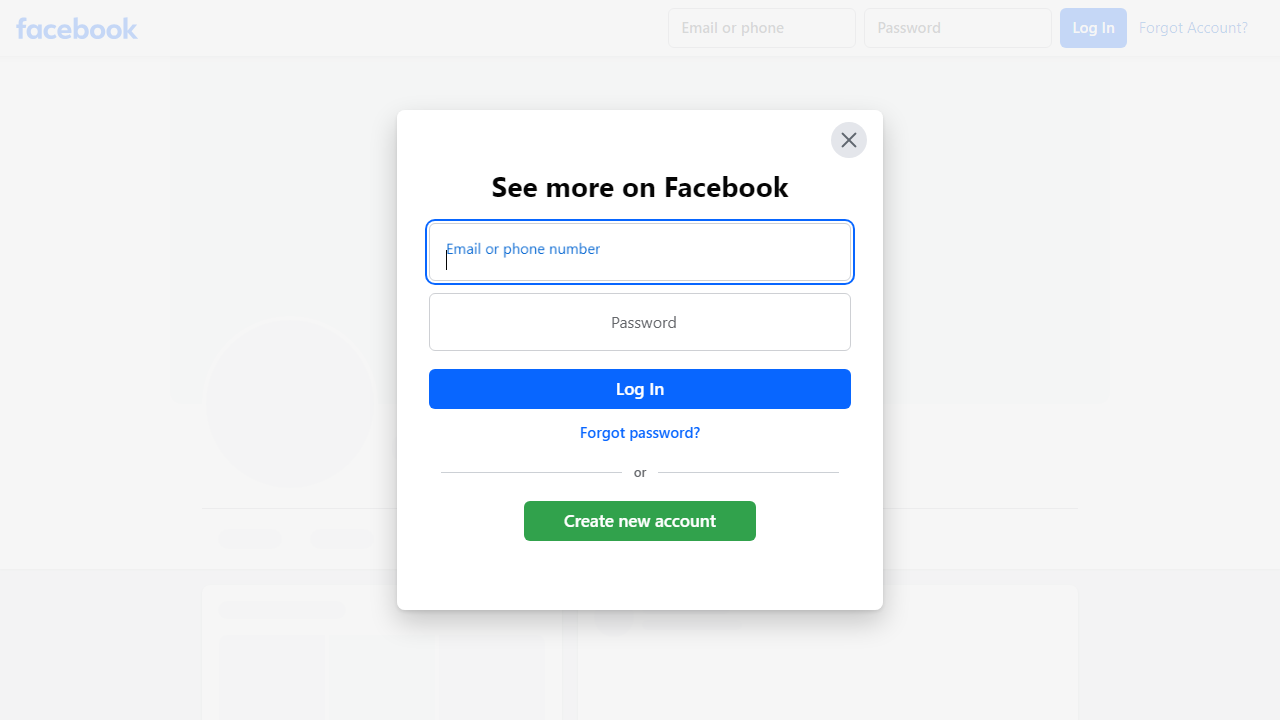 facebook
Email or phone
Password
Log In
Forgot Account?
See more on Facebook
Email or phone number
Password
Log In
Forgot password?
or
Create new account